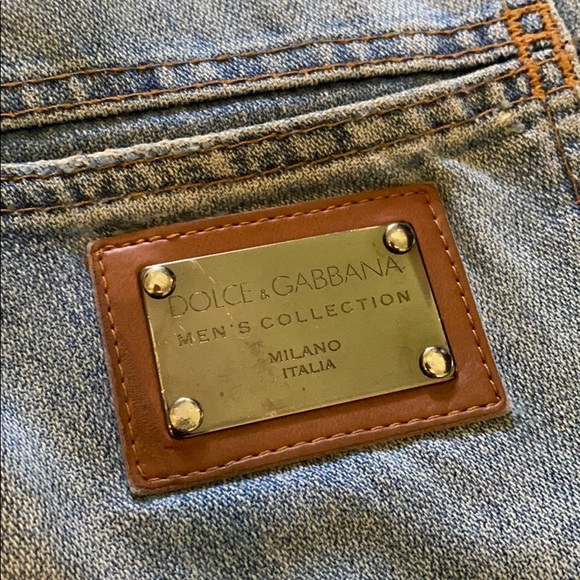 DOLCE & GABBANA
MEN'S COLLECTION
MILANO
ITALIA